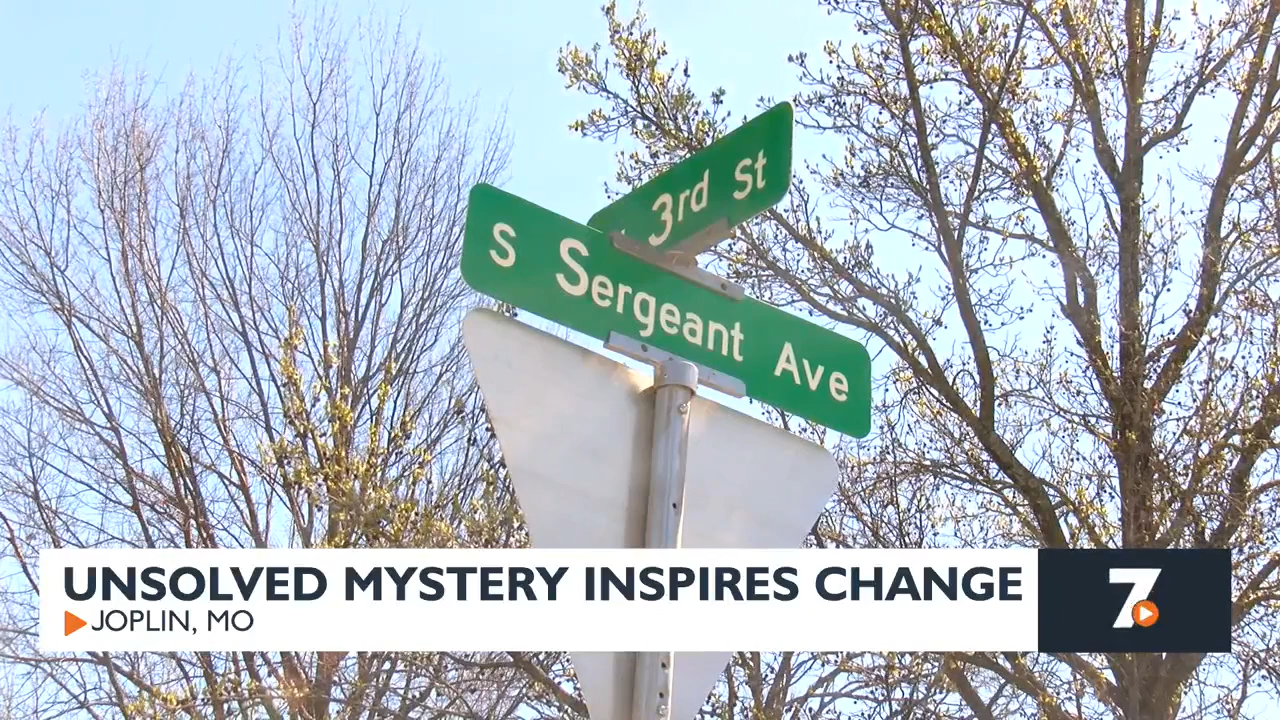 3rd St
S Sergeant Ave
UNSOLVED MYSTERY INSPIRES CHANGE
JOPLIN, MO
7